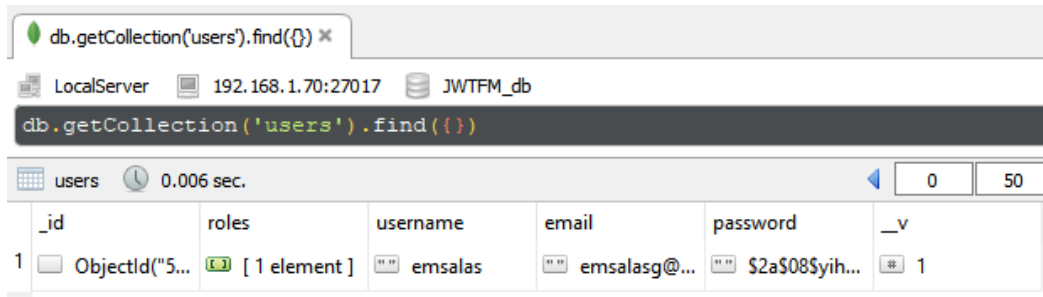 db.getCollection('users').find({}) ×
LocalServer 192.168.1.70:27017 JWTFM_db
db.getCollection('users').find({})
users 0.006 sec. 0 50
_id roles username email password __v
1 ObjectId("5... [ 1 element ] "" emsalas "" emsalasg@... "" $2a$08$yih... # 1